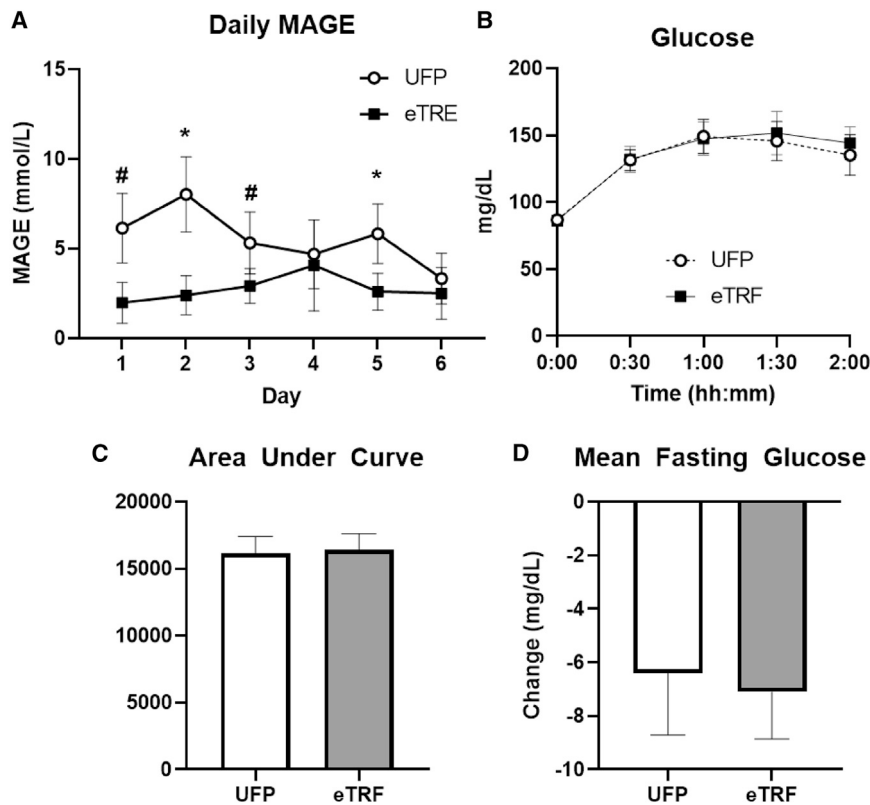 A
Daily MAGE
MAGE (mmol/L)
15
10
5
0
UFP
eTRE
#
*
#
*
1 2 3 4 5 6
Day
B
Glucose
mg/dL
200
150
100
50
0
UFP
eTRF
0:00 0:30 1:00 1:30 2:00
Time (hh:mm)
C
Area Under Curve
20000
15000
10000
5000
0
UFP eTRF
D
Mean Fasting Glucose
Change (mg/dL)
0
-2
-4
-6
-8
-10
UFP eTRF